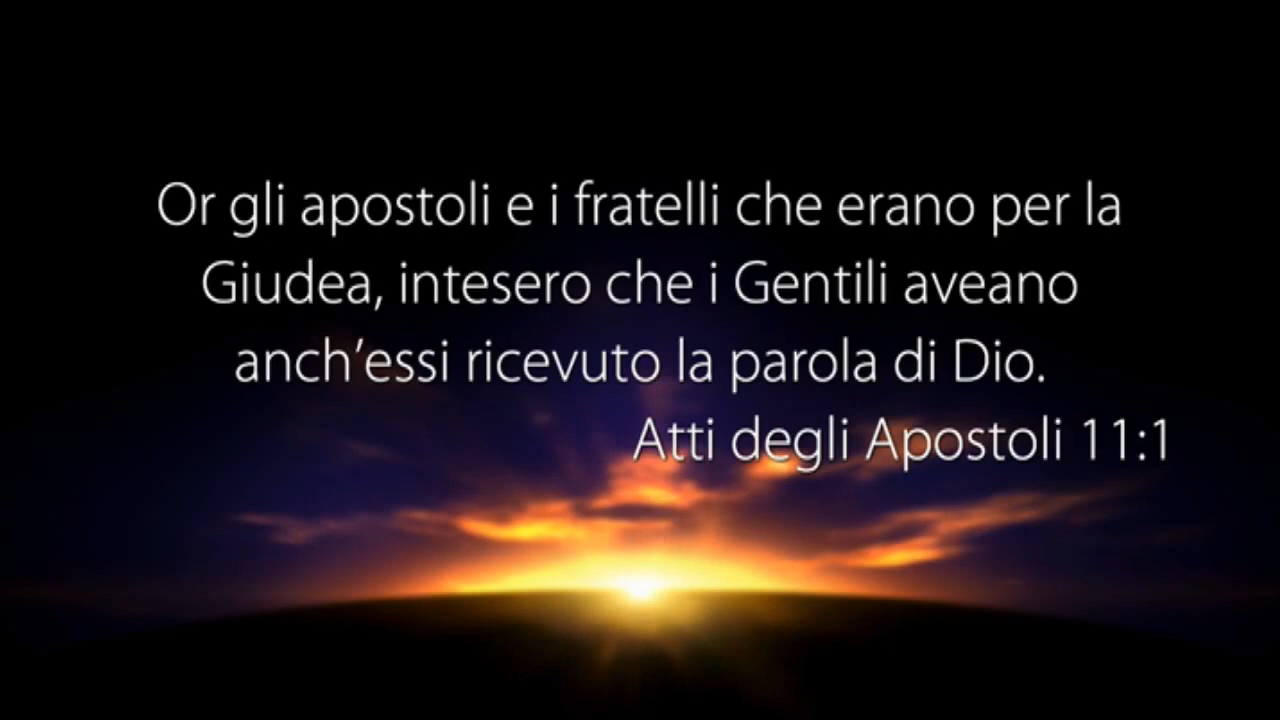 Or gli apostoli e i fratelli che erano per la
Giudea, intesero che i Gentili aveano
anch’essi ricevuto la parola di Dio.
Atti degli Apostoli 11:1